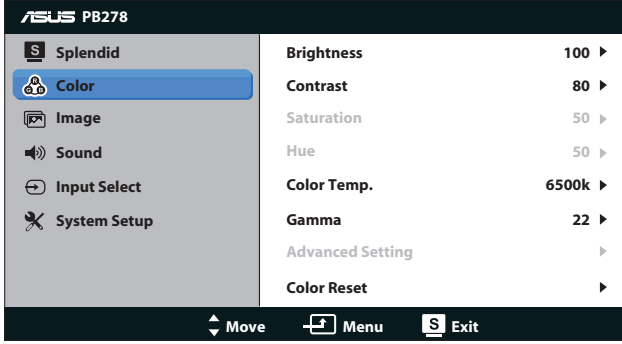 ASUS PB278
S Splendid
Color
Image
Sound
Input Select
System Setup
Brightness 100
Contrast 80
Saturation 50
Hue 50
Color Temp. 6500k
Gamma 22
Advanced Setting
Color Reset
Move Menu S Exit